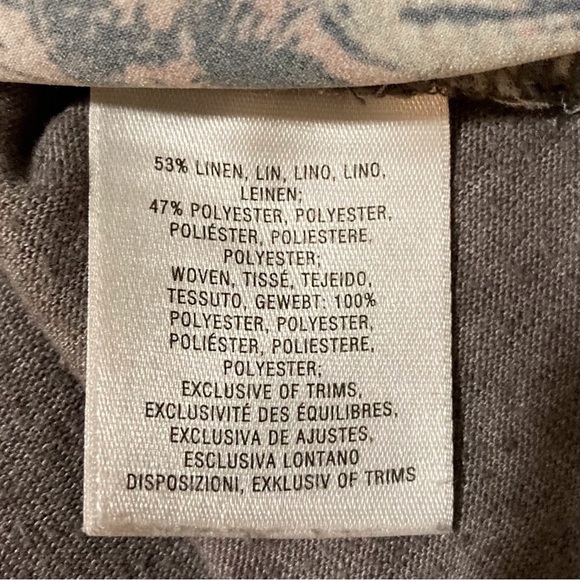 53% LINEN, LIN, LINO, LINO,
LEINEN;
47% POLYESTER, POLYESTER,
POLIÉSTER, POLIESTERE,
POLYESTER;
WOVEN, TISSÉ, TEJEIDO,
TESSUTO, GEWEBT: 100%
POLYESTER, POLYESTER,
POLIÉSTER, POLIESTERE,
POLYESTER;
EXCLUSIVE OF TRIMS,
EXCLUSIVITÉ DES ÉQUILIBRES,
EXCLUSIVA DE AJUSTES,
ESCLUSIVA LONTANO
DISPOSIZIONI, EXKLUSIV OF TRIMS